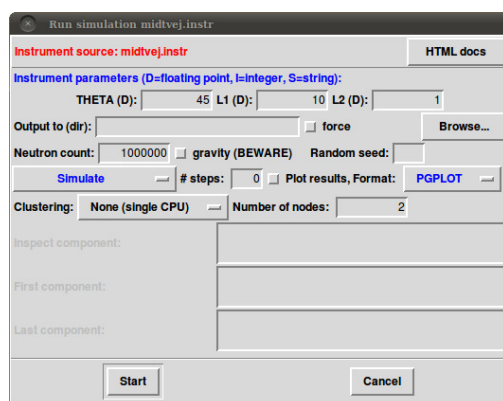 Run simulation midtvej.instr
Instrument source: midtvej.instr HTML docs
Instrument parameters (D=floating point, I=integer, S=string):
THETA (D): 45 L1 (D): 10 L2 (D): 1
Output to (dir): force Browse...
Neutron count: 1000000 gravity (BEWARE) Random seed:
Simulate # steps: 0 Plot results, Format: PGPLOT
Clustering: None (single CPU) Number of nodes: 2
Inspect component:
First component:
Last component:
Start Cancel